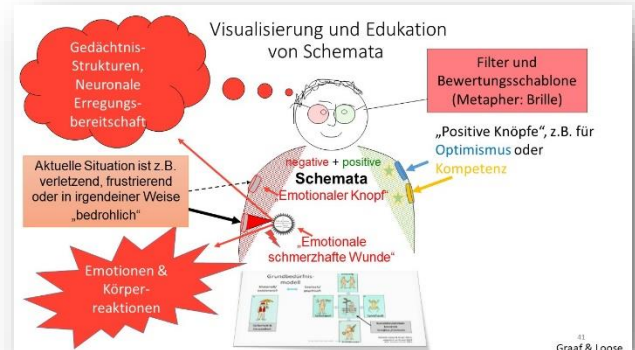 Visualisierung und Edukation
von Schemata
Gedächtnis-
Strukturen,
Neuronale
Erregungs-
bereitschaft
Filter und
Bewertungsschablone
(Metapher: Brille)
„Positive Knöpfe“, z.B. für
Optimismus oder
Kompetenz
Aktuelle Situation ist z.B.
verletzend, frustrierend
oder in irgendeiner Weise
„bedrohlich“
negative + positive
Schemata
„Emotionaler Knopf“
„Emotionale
schmerzhafte Wunde“
Emotionen &
Körper-
reaktionen
Grundbedürfnis-
modell
41
Graaf & Loose